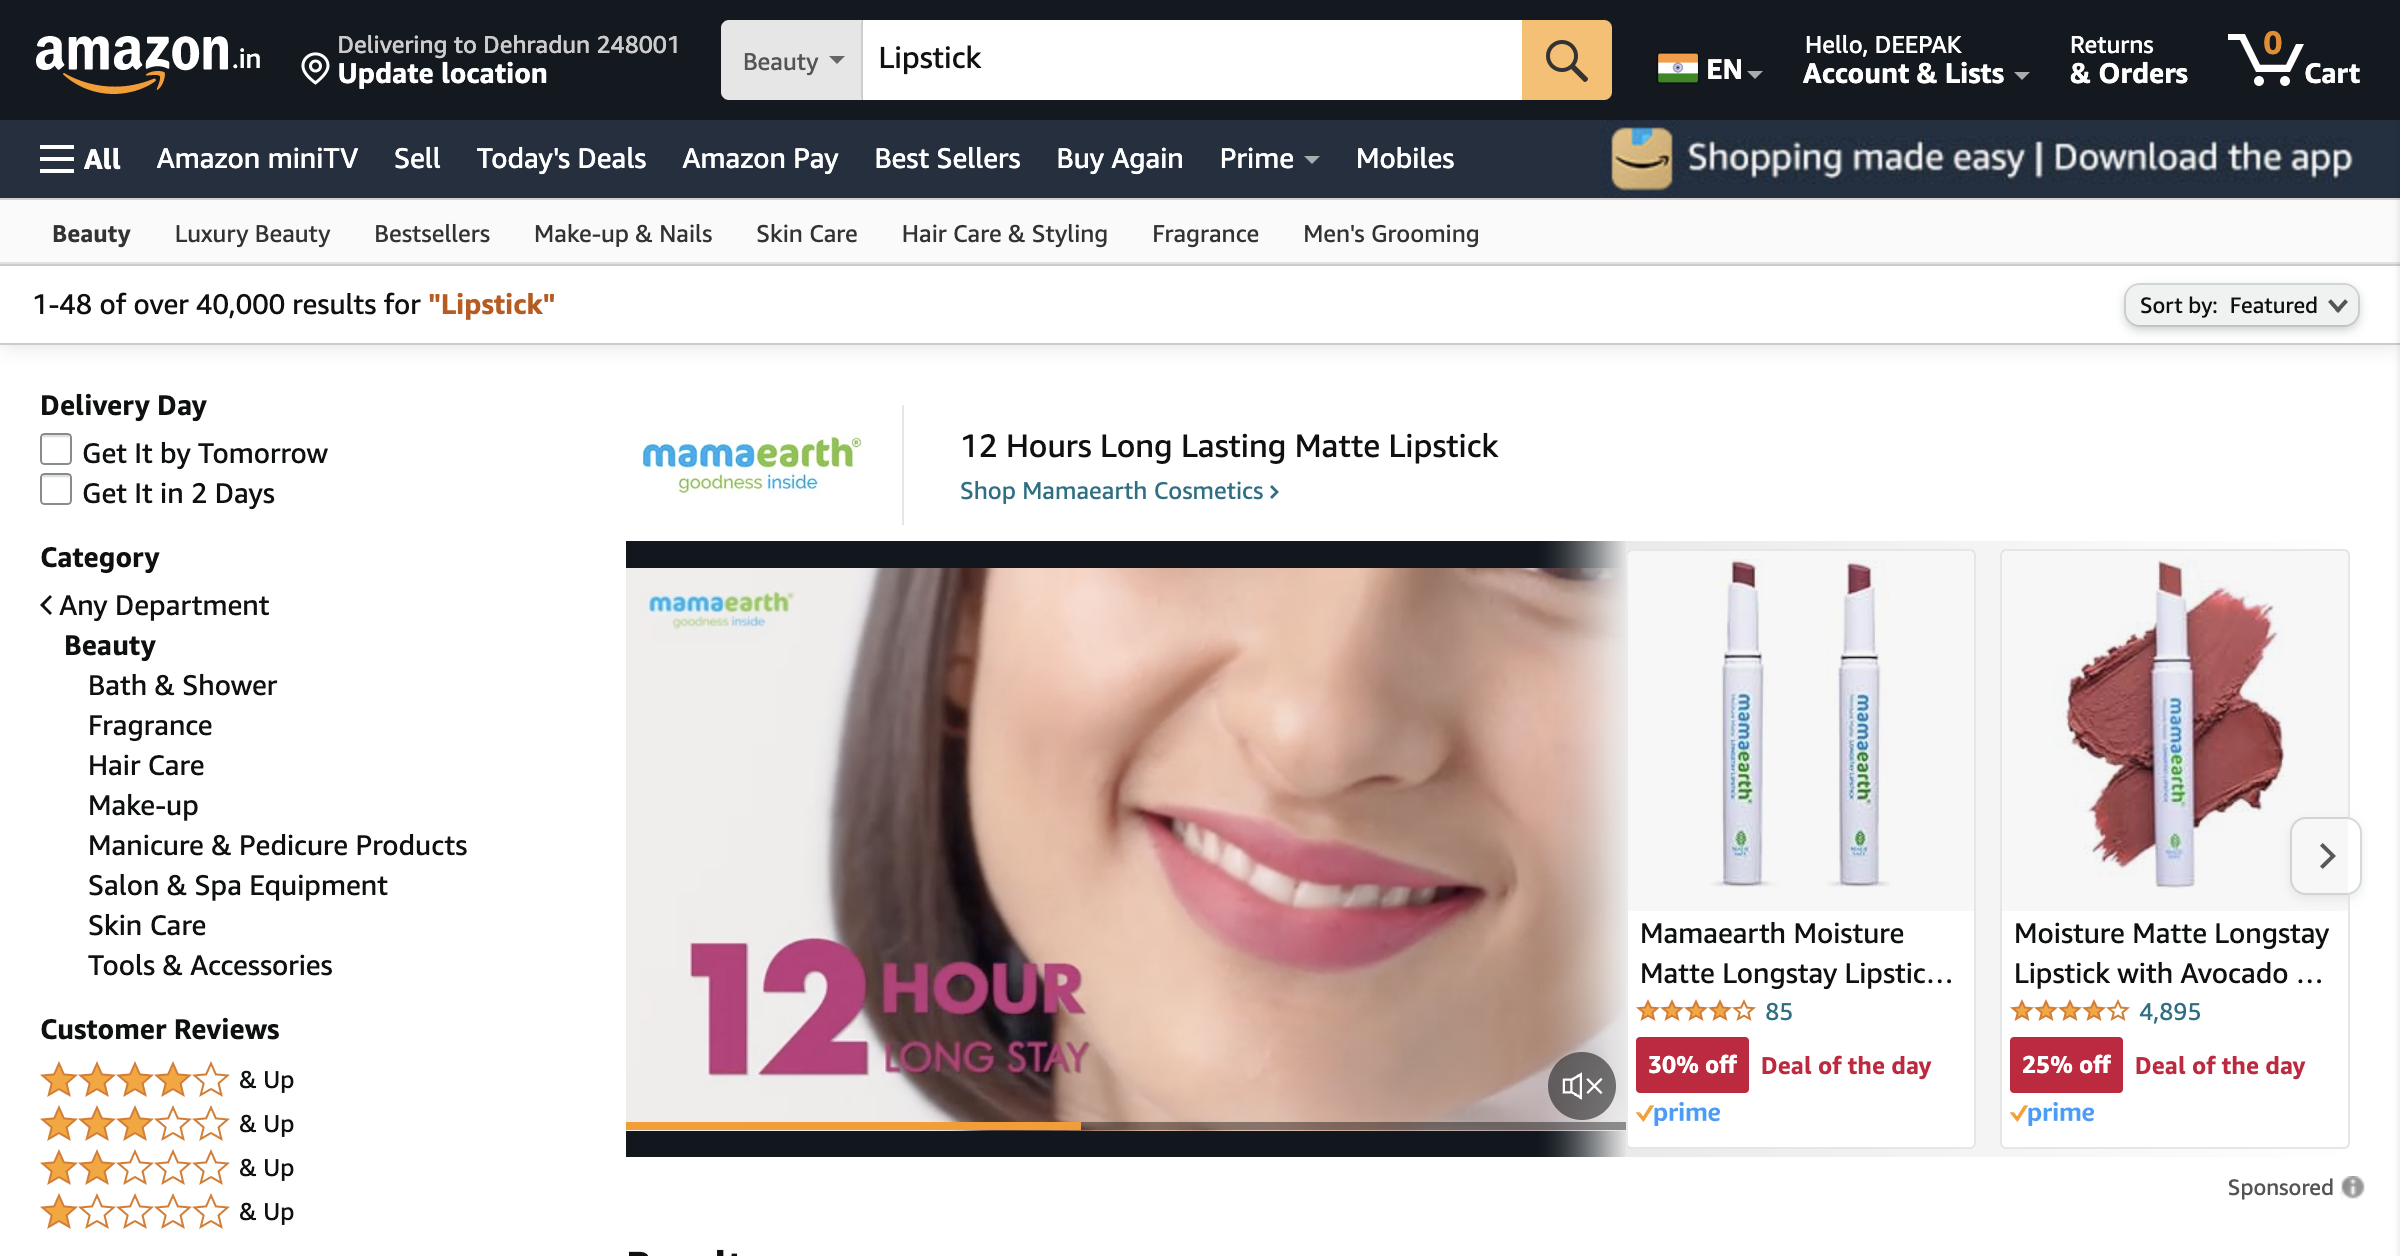 amazon.in
Delivering to Dehradun 248001
Update location
Beauty
Lipstick
EN
Hello, DEEPAK
Account & Lists
Returns
& Orders
0
Cart
All
Amazon miniTV
Sell
Today's Deals
Amazon Pay
Best Sellers
Buy Again
Prime
Mobiles
Shopping made easy | Download the app
Beauty
Luxury Beauty
Bestsellers
Make-up & Nails
Skin Care
Hair Care & Styling
Fragrance
Men's Grooming
1-48 of over 40,000 results for "Lipstick"
Sort by: Featured
Delivery Day
Get It by Tomorrow
Get It in 2 Days
Category
Any Department
Beauty
Bath & Shower
Fragrance
Hair Care
Make-up
Manicure & Pedicure Products
Salon & Spa Equipment
Skin Care
Tools & Accessories
Customer Reviews
& Up
& Up
& Up
& Up
mamaearth®
goodness inside
12 Hours Long Lasting Matte Lipstick
Shop Mamaearth Cosmetics ›
mamaearth®
goodness inside
12 HOUR
LONG STAY
mamaearth
mamaearth
Mamaearth Moisture
Matte Longstay Lipstic…
85
30% off Deal of the day
prime
mamaearth
Moisture Matte Longstay
Lipstick with Avocado …
4,895
25% off Deal of the day
prime
Sponsored